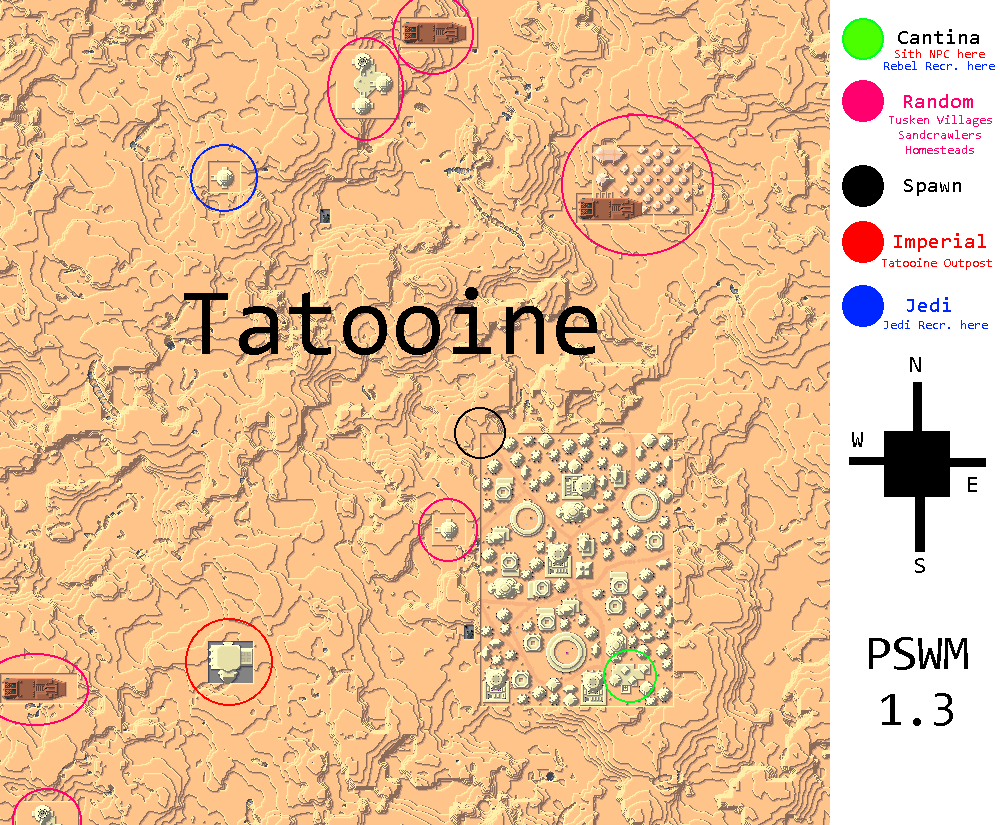 Tatooine
Cantina
Sith NPC here
Rebel Recr. here
Random
Tusken Villages
Sandcrawlers
Homesteads
Spawn
Imperial
Tatooine Outpost
Jedi
Jedi Recr. here
N
W
E
S
PSWM
1.3